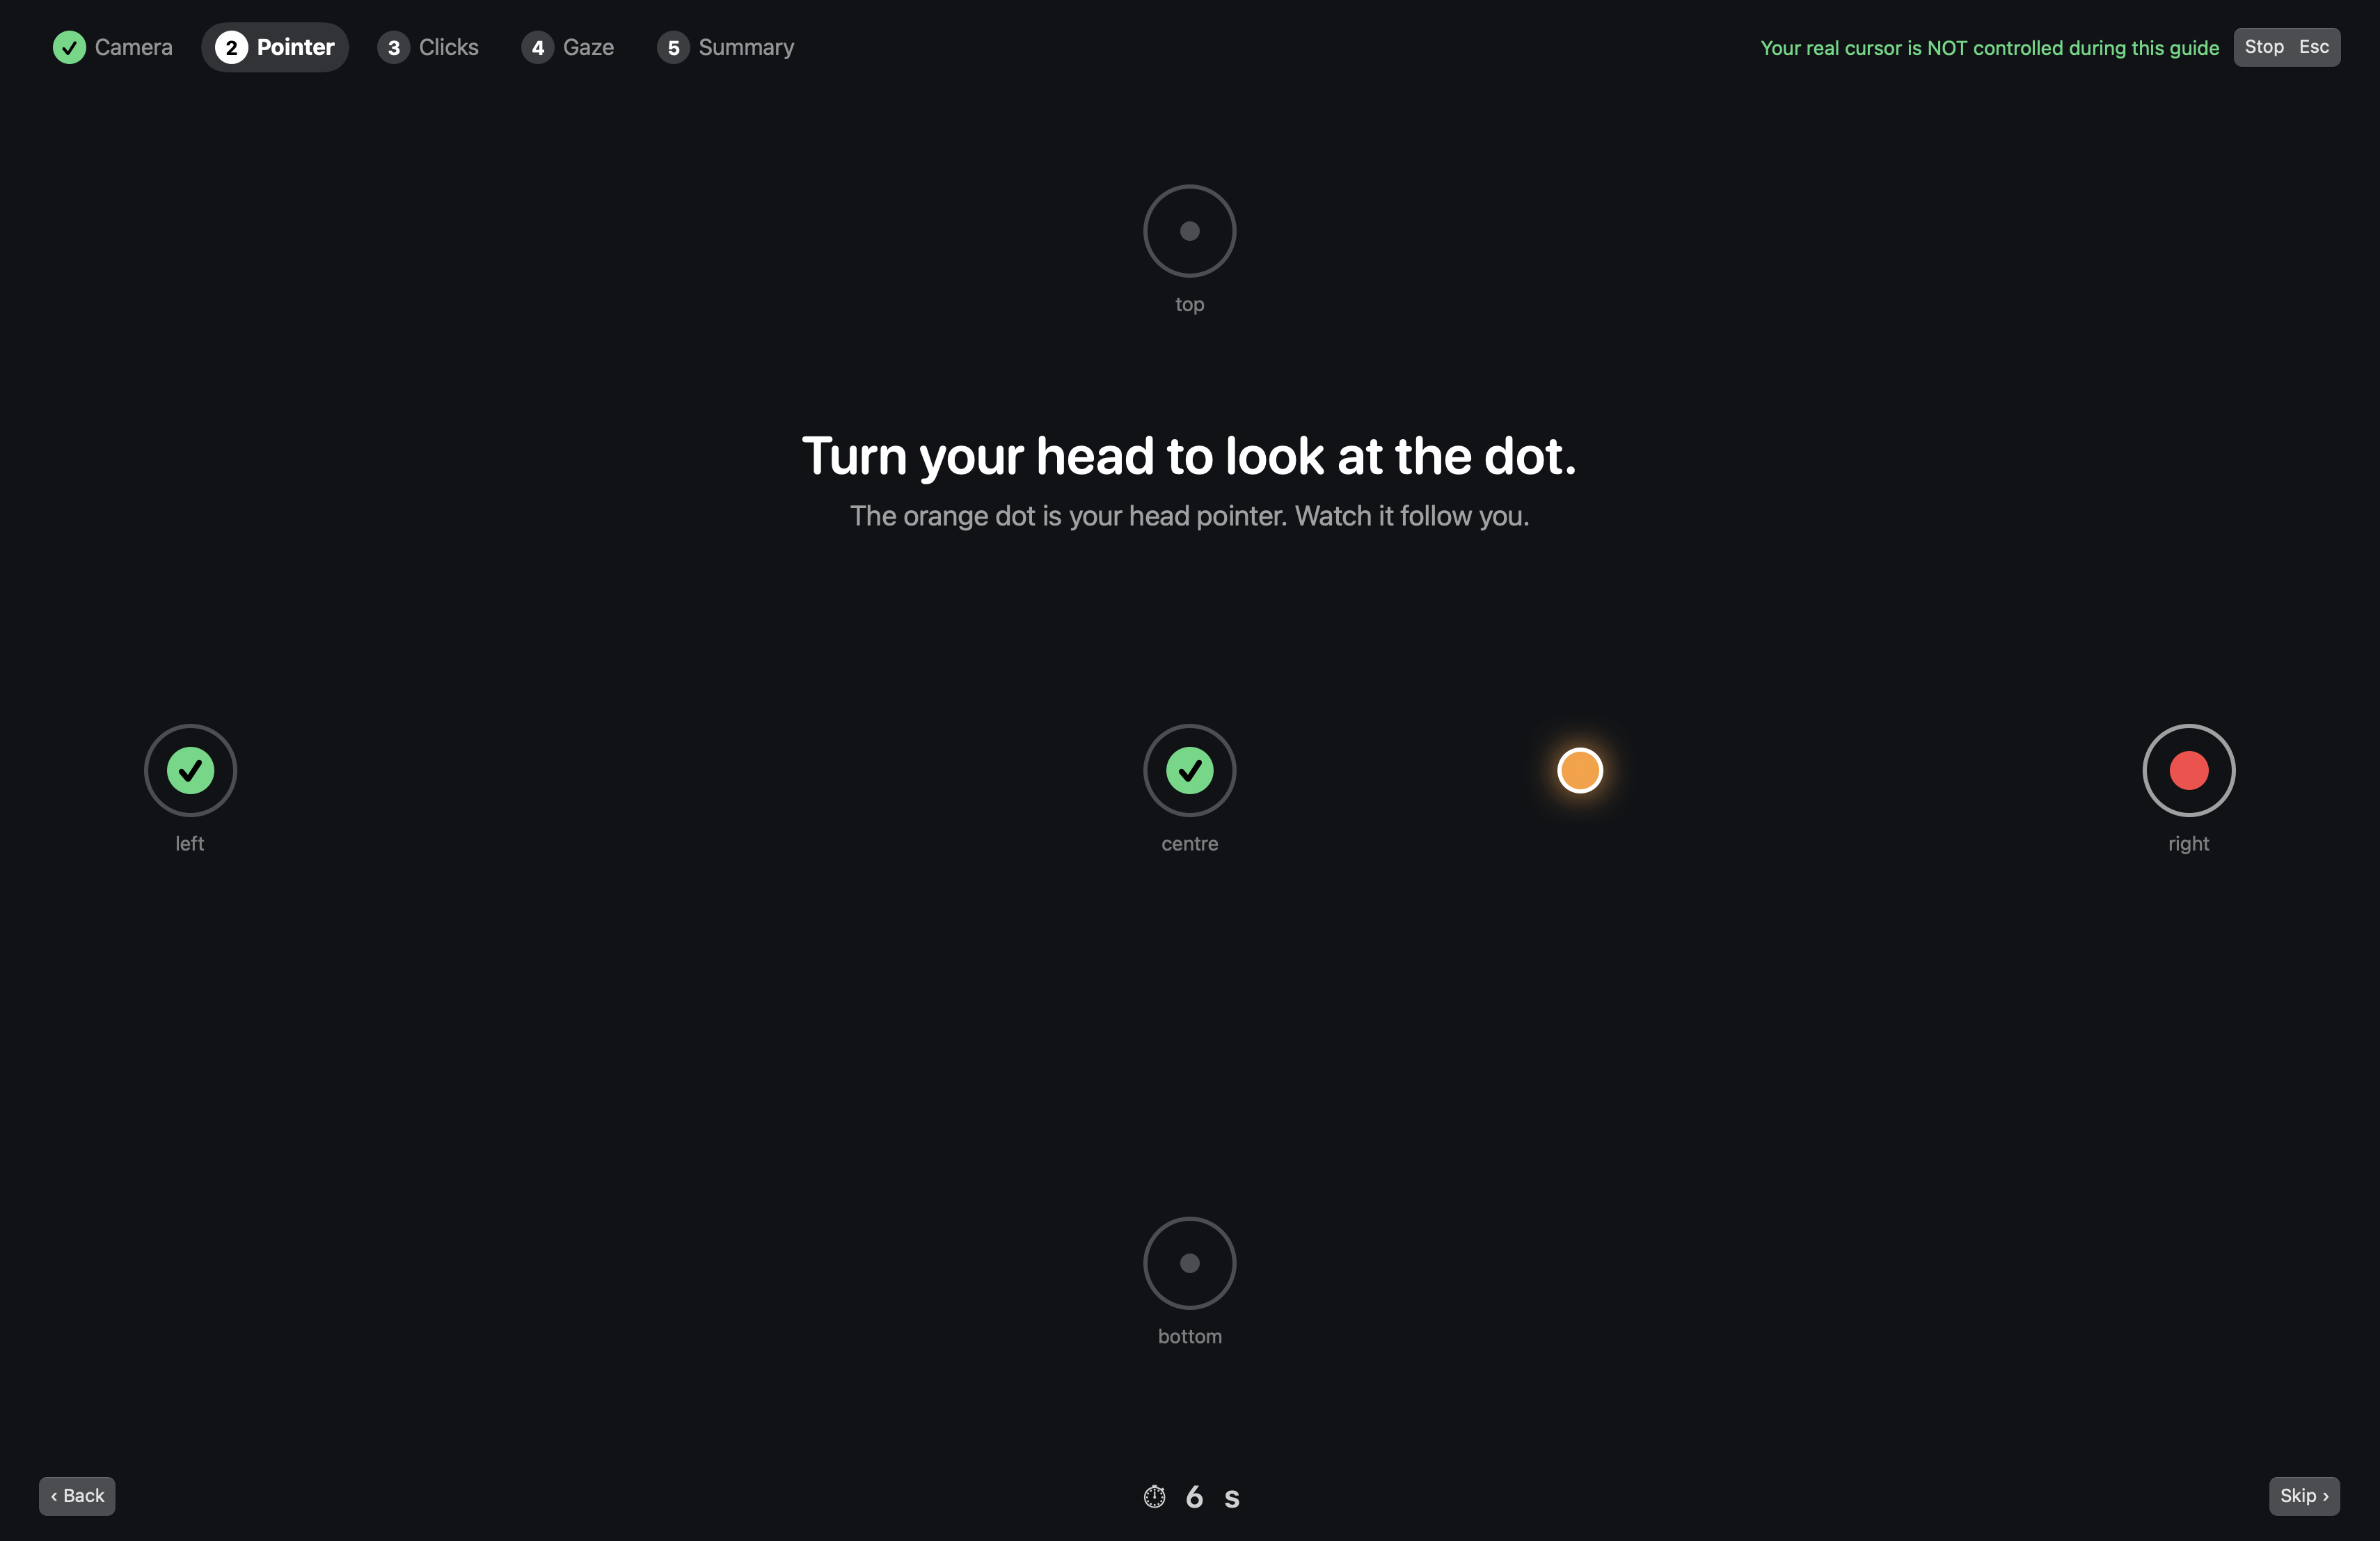 Camera 2 Pointer 3 Clicks 4 Gaze 5 Summary Your real cursor is NOT controlled during this guide Stop Esc
top
Turn your head to look at the dot.
The orange dot is your head pointer. Watch it follow you.
left centre right
bottom
‹ Back 6 s Skip ›